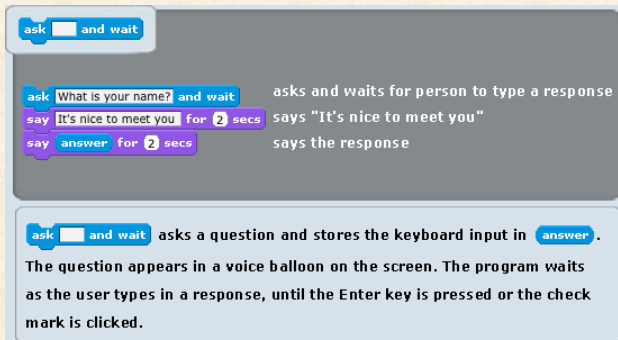 ask and wait
ask What is your name? and wait asks and waits for person to type a response
say It's nice to meet you for 2 secs says "It's nice to meet you"
say answer for 2 secs says the response
ask and wait asks a question and stores the keyboard input in answer.
The question appears in a voice balloon on the screen. The program waits
as the user types in a response, until the Enter key is pressed or the check
mark is clicked.